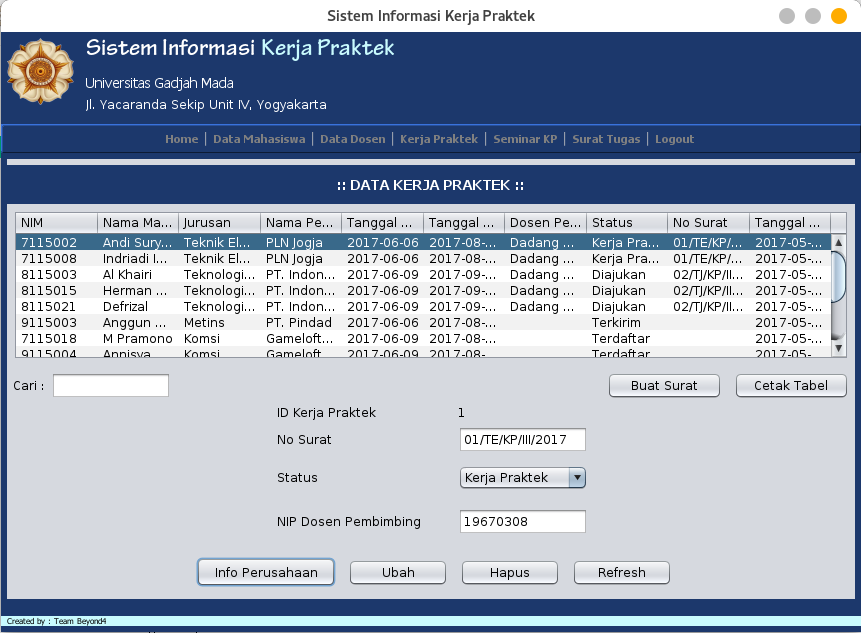 Sistem Informasi Kerja Praktek
Sistem Informasi Kerja Praktek
Universitas Gadjah Mada
Jl. Yacaranda Sekip Unit IV, Yogyakarta
Home | Data Mahasiswa | Data Dosen | Kerja Praktek | Seminar KP | Surat Tugas | Logout
:: DATA KERJA PRAKTEK ::
NIM Nama Ma... Jurusan Nama Pe... Tanggal ... Tanggal ... Dosen Pe... Status No Surat Tanggal ...
7115002 Andi Sury... Teknik El... PLN Jogja 2017-06-06 2017-08-... Dadang ... Kerja Pra... 01/TE/KP/... 2017-05-...
7115008 Indriadi I... Teknik El... PLN Jogja 2017-06-06 2017-08-... Dadang ... Kerja Pra... 01/TE/KP/... 2017-05-...
8115003 Al Khairi Teknologi... PT. Indon... 2017-06-09 2017-09-... Dadang ... Diajukan 02/TJ/KP/II... 2017-05-...
8115015 Herman ... Teknologi... PT. Indon... 2017-06-09 2017-09-... Dadang ... Diajukan 02/TJ/KP/II... 2017-05-...
8115021 Defrizal Teknologi... PT. Indon... 2017-06-09 2017-09-... Dadang ... Diajukan 02/TJ/KP/II... 2017-05-...
9115003 Anggun ... Metins PT. Pindad 2017-06-06 2017-08-... Terkirim 2017-05-...
7115018 M Pramono Komsi Gameloft... 2017-06-09 2017-08-... Terdaftar 2017-05-...
9115004 Annisya Komsi Gameloft... 2017-06-09 2017-08- Terdaftar 2017-05-
Cari :
Buat Surat
Cetak Tabel
ID Kerja Praktek 1
No Surat 01/TE/KP/III/2017
Status Kerja Praktek
NIP Dosen Pembimbing 19670308
Info Perusahaan
Ubah
Hapus
Refresh
Created by : Team Beyond4